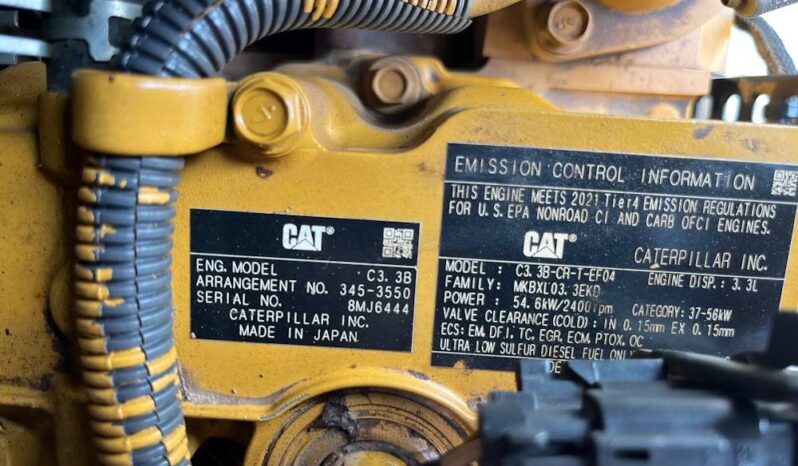 CAT®
ENG. MODEL C3.3B
ARRANGEMENT NO. 345-3550
SERIAL NO. 8MJ6444
CATERPILLAR INC.
MADE IN JAPAN
EMISSION CONTROL INFORMATION
THIS ENGINE MEETS 2021 Tier4 EMISSION REGULATIONS
FOR U.S. EPA NONROAD CI AND CARB OFCI ENGINES.
CAT® CATERPILLAR INC.
MODEL : C3.3B-CR-T-EF04 ENGINE DISP.: 3.3L
FAMILY: MKBXL03.3EKD
POWER : 54.6kW/2400rpm CATEGORY: 37-56kW
VALVE CLEARANCE (COLD) : IN 0.15mm EX 0.15mm
ECS: EM, DFI, TC, EGR, ECM, PTOX, OC
ULTRA LOW SULFUR DIESEL FUEL ONLY